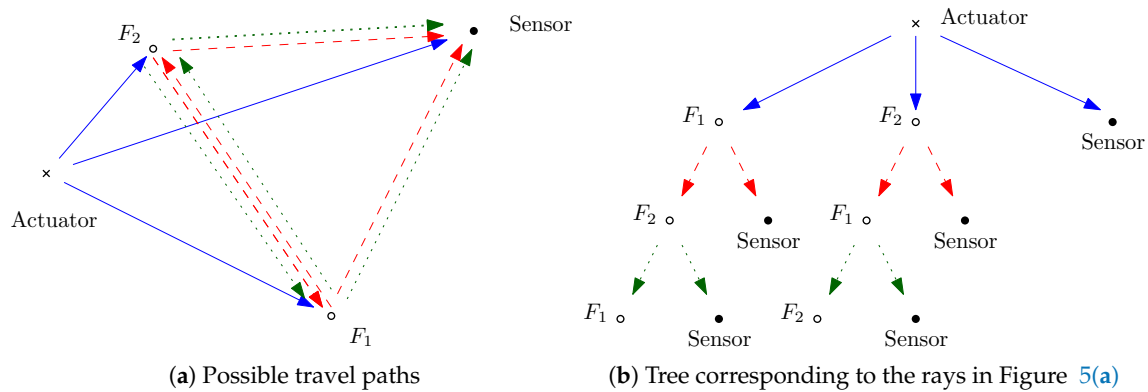 F2
Sensor
Actuator
F1
(a) Possible travel paths
Actuator
F1
F2
Sensor
F2
Sensor
F1
Sensor
F1
Sensor
F2
Sensor
(b) Tree corresponding to the rays in Figure 5(a)